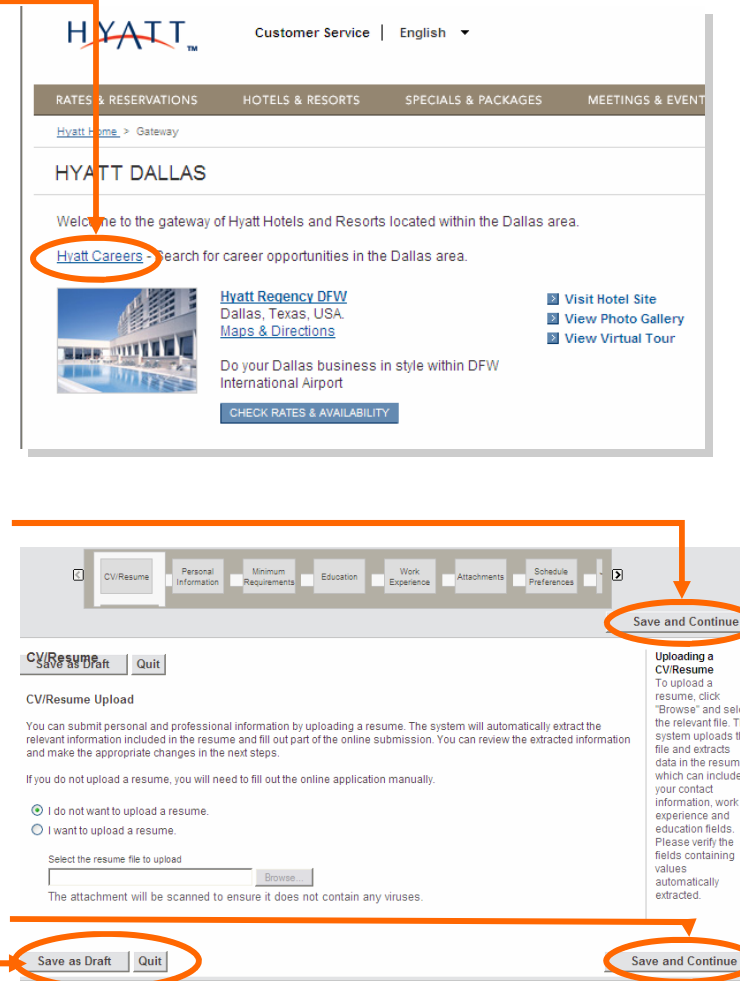 HYATT TM
Customer Service | English
RATES & RESERVATIONS HOTELS & RESORTS SPECIALS & PACKAGES MEETINGS & EVENT
Hyatt Home > Gateway
HYATT DALLAS
Welcome to the gateway of Hyatt Hotels and Resorts located within the Dallas area.
Hyatt Careers - Search for career opportunities in the Dallas area.
Hyatt Regency DFW
Dallas, Texas, USA.
Maps & Directions
Do your Dallas business in style within DFW
International Airport
CHECK RATES & AVAILABILITY
Visit Hotel Site
View Photo Gallery
View Virtual Tour
CV/Resume
Personal
Information
Minimum
Requirements
Education
Work
Experience
Attachments
Schedule
Preferences
Save and Continue
CV/Resume
Save as Draft Quit
CV/Resume Upload
You can submit personal and professional information by uploading a resume. The system will automatically extract the
relevant information included in the resume and fill out part of the online submission. You can review the extracted information
and make the appropriate changes in the next steps.
If you do not upload a resume, you will need to fill out the online application manually.
I do not want to upload a resume.
I want to upload a resume.
Select the resume file to upload
Browse...
The attachment will be scanned to ensure it does not contain any viruses.
Uploading a
CV/Resume
To upload a
resume, click
"Browse" and sele
the relevant file. T
system uploads th
file and extracts
data in the resum
which can include
your contact
information, work
experience and
education fields.
Please verify the
fields containing
values
automatically
extracted.
Save as Draft Quit
Save and Continue